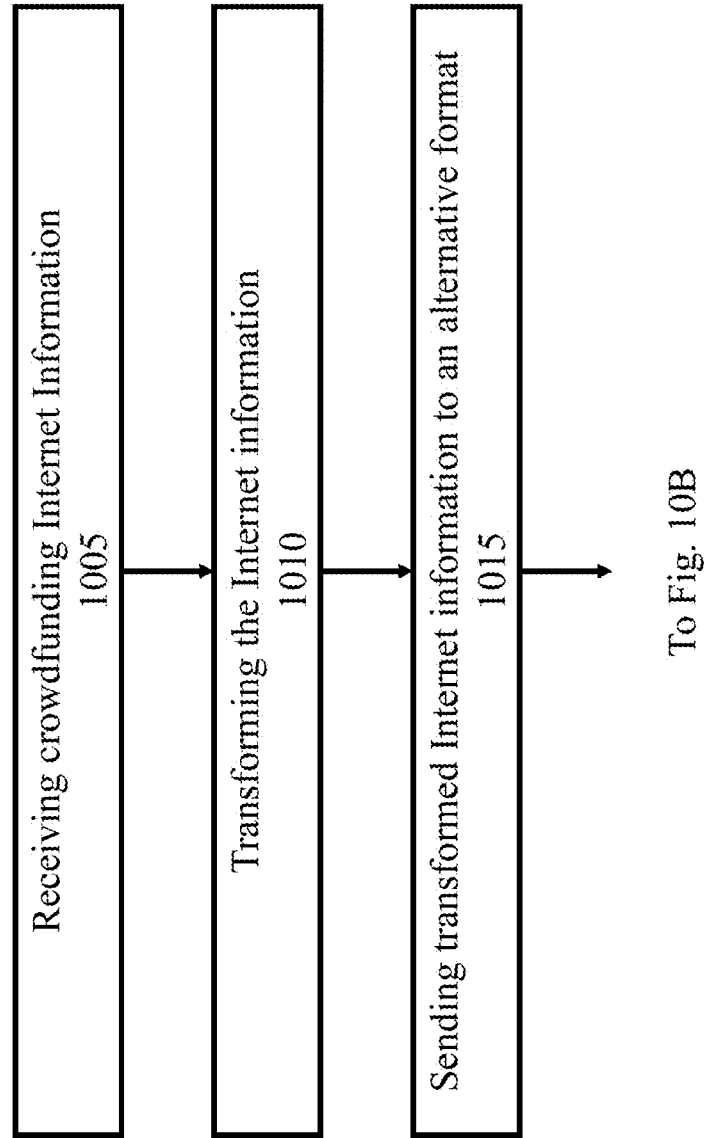 Receiving crowdfunding Internet Information
1005
Transforming the Internet information
1010
Sending transformed Internet information to an alternative format
1015
To Fig. 10B